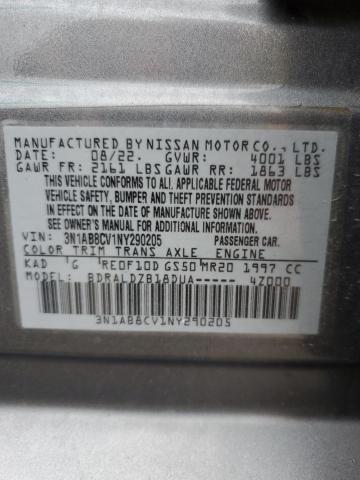 MANUFACTURED BY NISSAN MOTOR CO., LTD.
DATE: 08/22. GVWR: 4001 LBS
GAWR FR: 2161 LBS GAWR RR: 1863 LBS
THIS VEHICLE CONFORMS TO ALL APPLICABLE FEDERAL MOTOR
VEHICLE SAFETY, BUMPER AND THEFT PREVENTION STANDARDS
IN EFFECT ON THE DATE OF MANUFACTURE SHOWN ABOVE.
SEE OWNER'S MANUAL FOR ADDITIONAL INFORMATION.
VIN: 3N1AB8CV1NY290205 PASSENGER CAR.
COLOR TRIM TRANS AXLE ENGINE
KAD G RE0F10D GS50 MR20 1997 CC
MODEL: BDRALDZB18DUA----- 4Z000
3N1AB8CV1NY290205